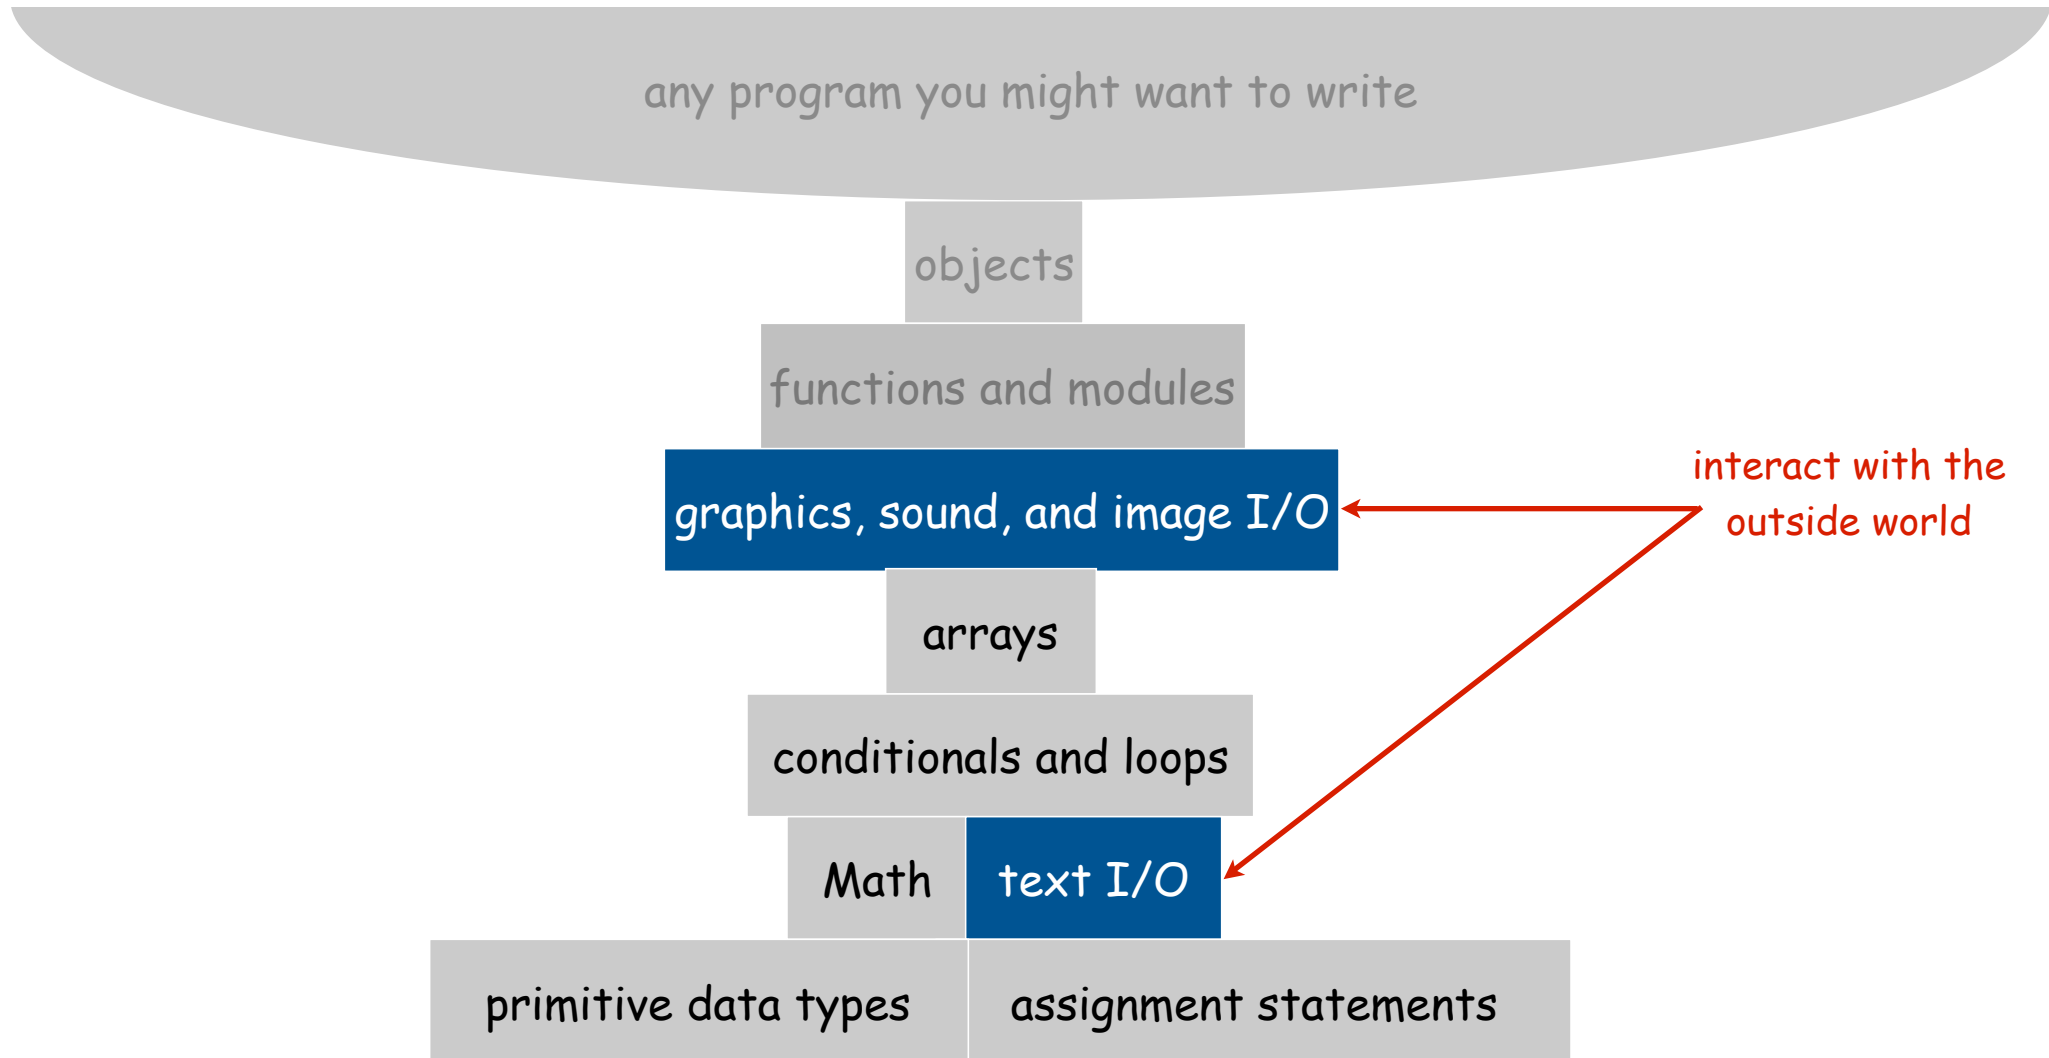 any program you might want to write
objects
functions and modules
graphics, sound, and image I/O
interact with the
outside world
arrays
conditionals and loops
Math
text I/O
primitive data types
assignment statements